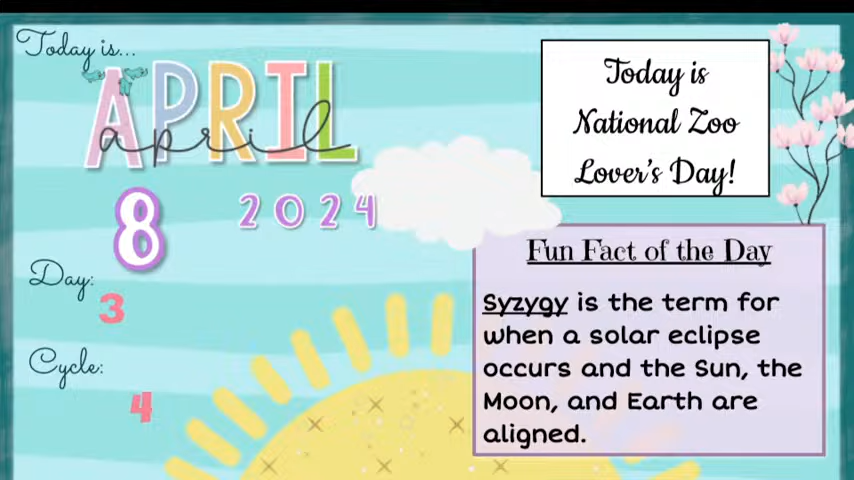 Today is...
APRIL
april
8
2024
Day:
3
Cycle:
4
Today is
National Zoo
Lover's Day!
Fun Fact of the Day
Syzygy is the term for
when a solar eclipse
occurs and the Sun, the
Moon, and Earth are
aligned.